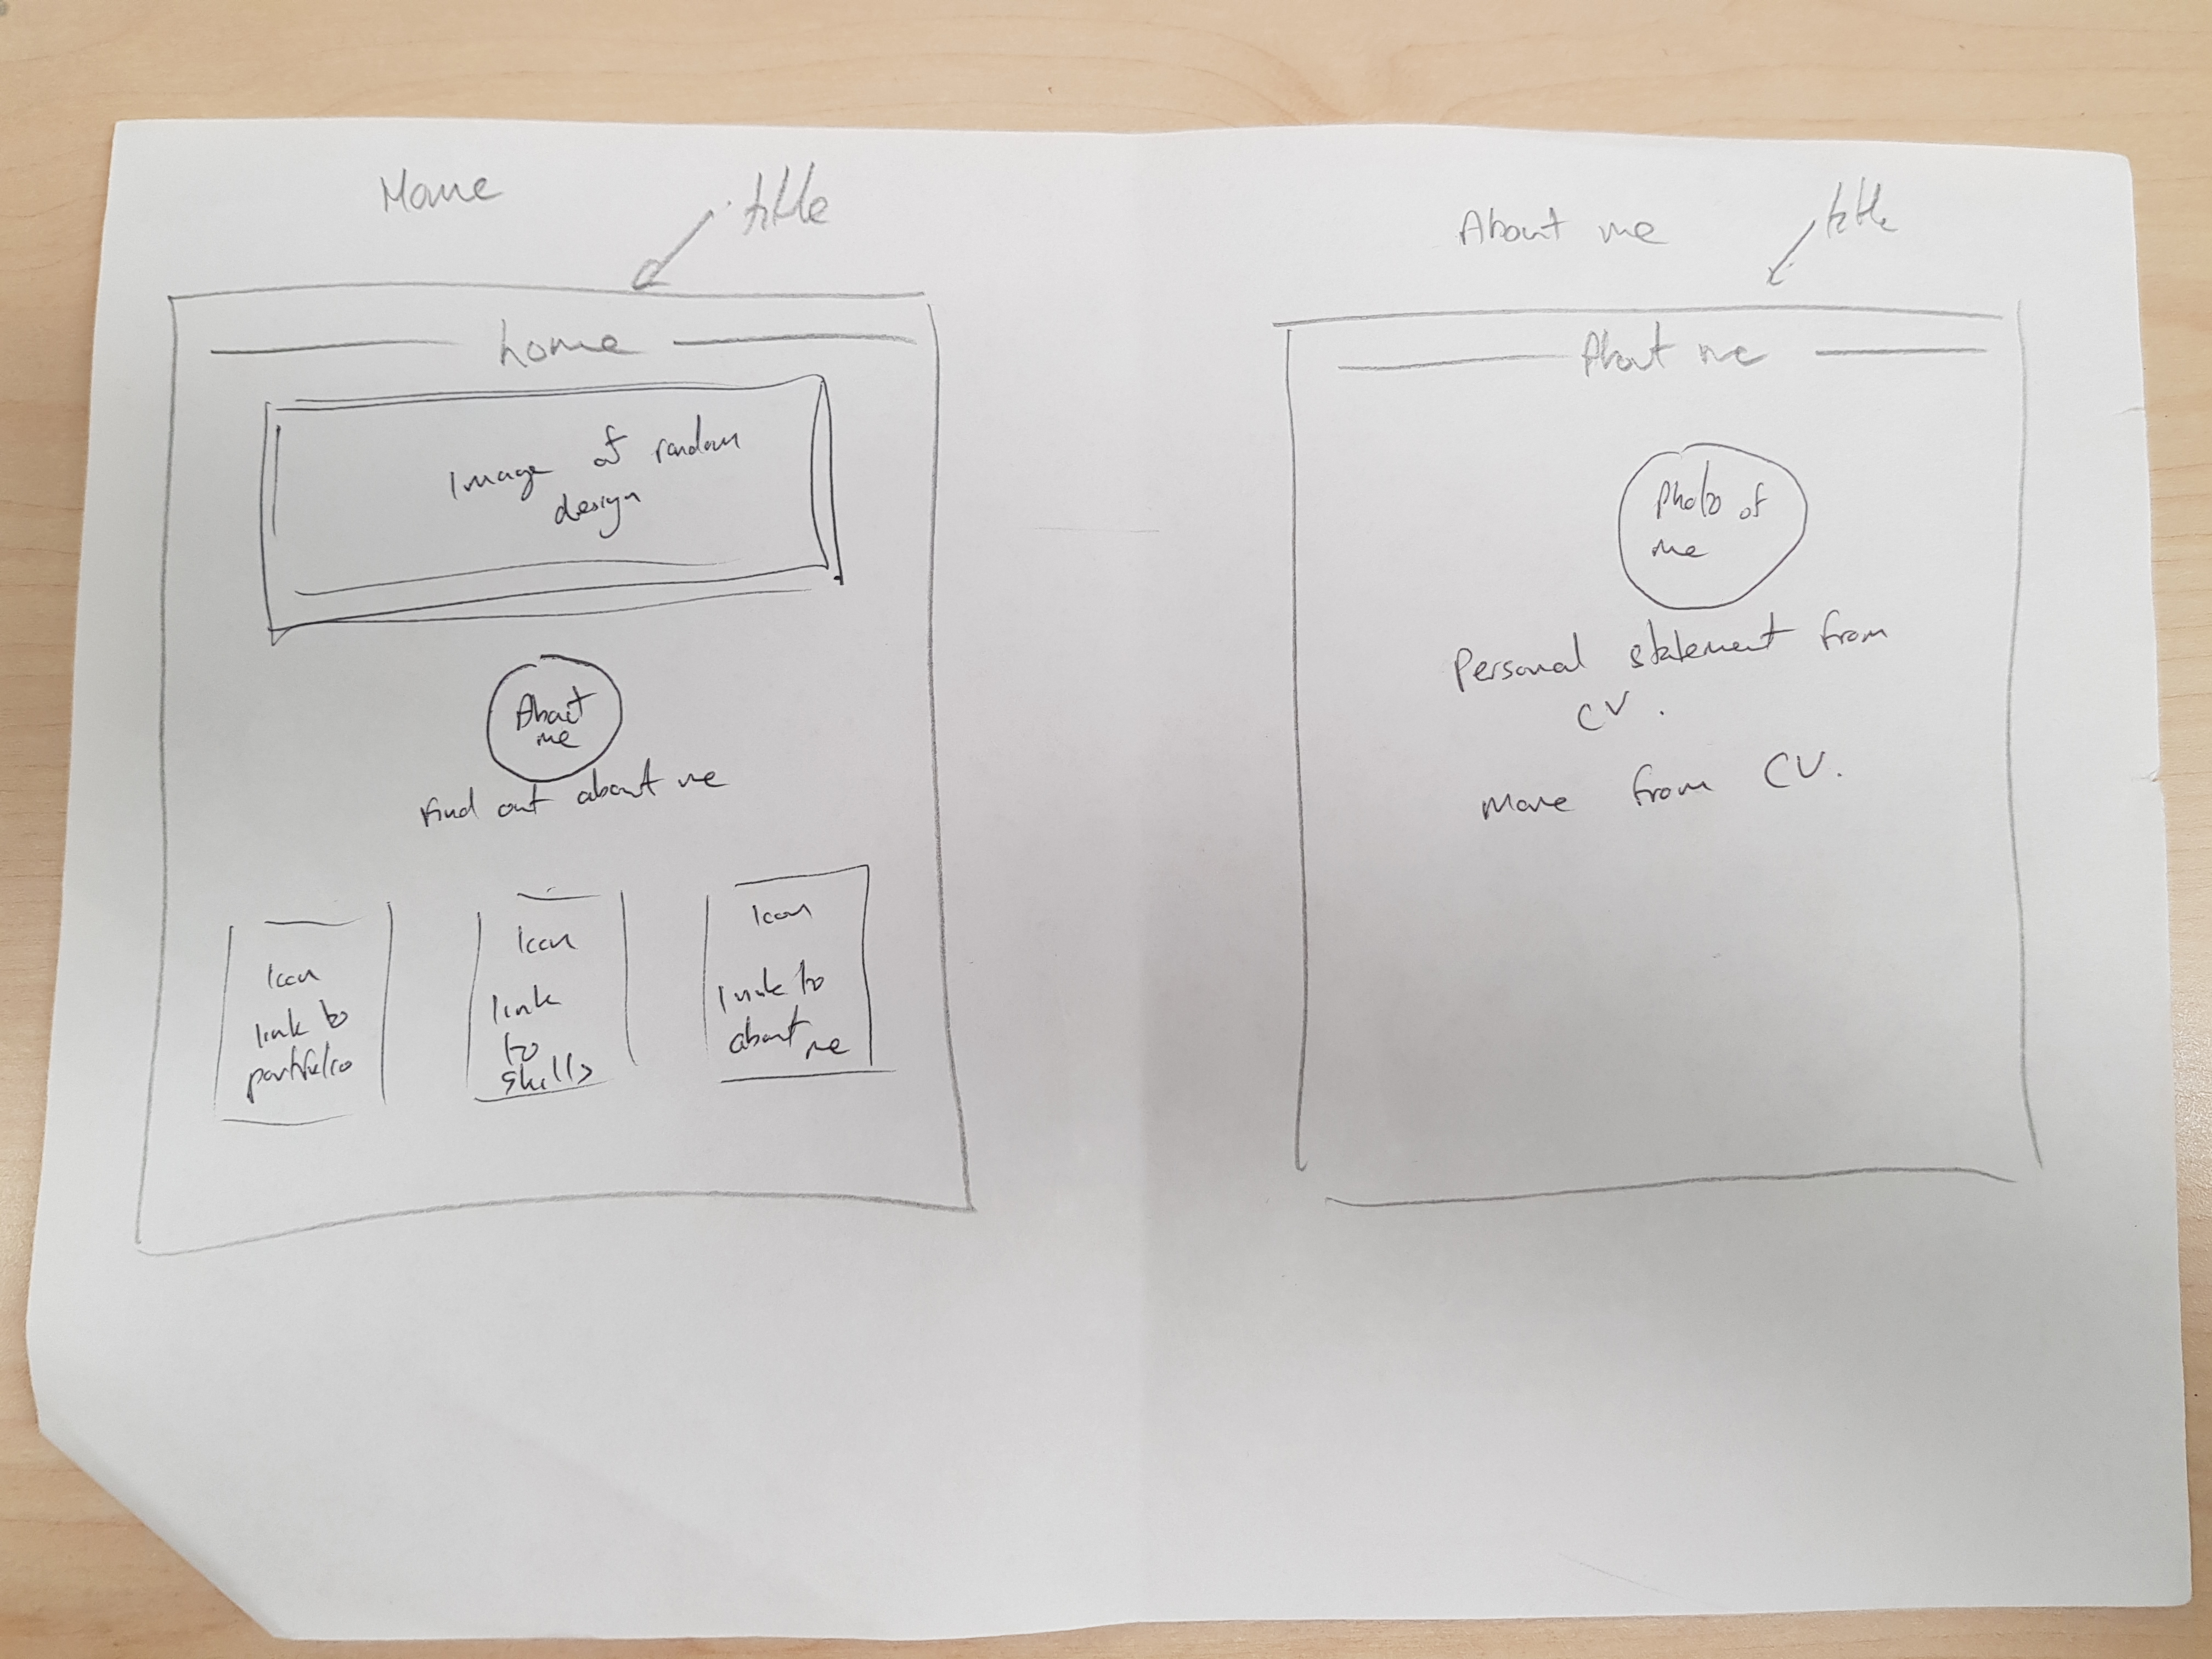 Home
title
home
Image of random
design
About
me
Find out about me
Icon
link to
portfolio
Icon
link
to
skills
Icon
link to
about me
About me
title
About me
Photo of
me
Personal statement from
CV.
More from CV.